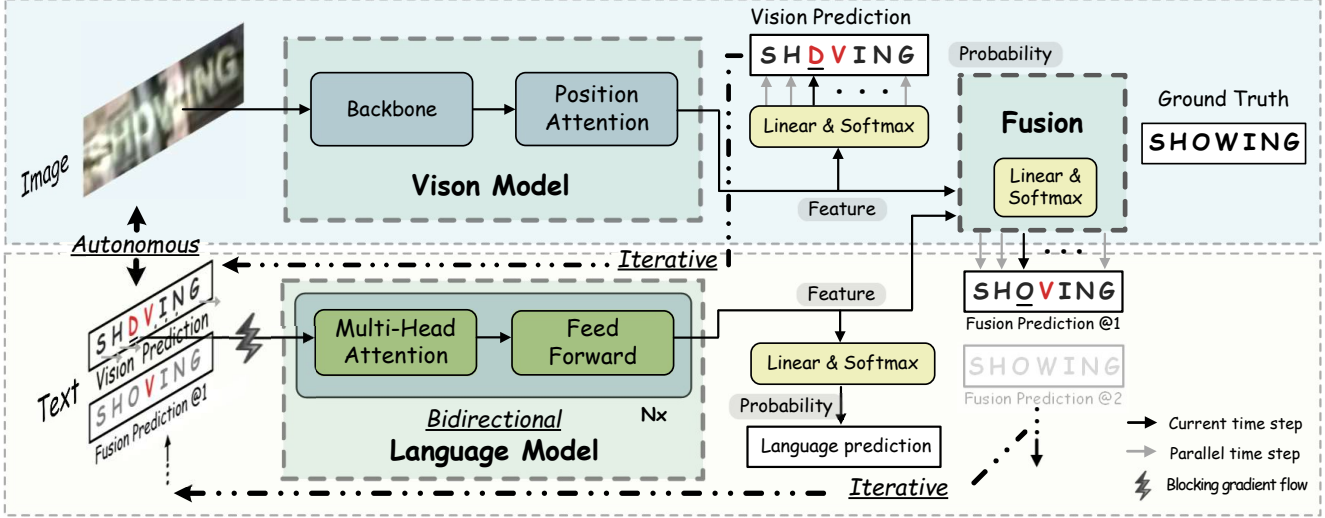 Image
SHOWING
Autonomous
Backbone
Position
Attention
Vison Model
Vision Prediction
SHDVING
Linear & Softmax
Feature
Probability
Fusion
Linear &
Softmax
Ground Truth
SHOWING
Iterative
Text
SHDVING
Vision Prediction
SHOVING
Fusion Prediction @1
Multi-Head
Attention
Feed
Forward
Nx
Bidirectional
Language Model
Feature
Linear & Softmax
Probability
Language prediction
SHOVING
Fusion Prediction @1
SHOWING
Fusion Prediction @2
Iterative
Current time step
Parallel time step
Blocking gradient flow